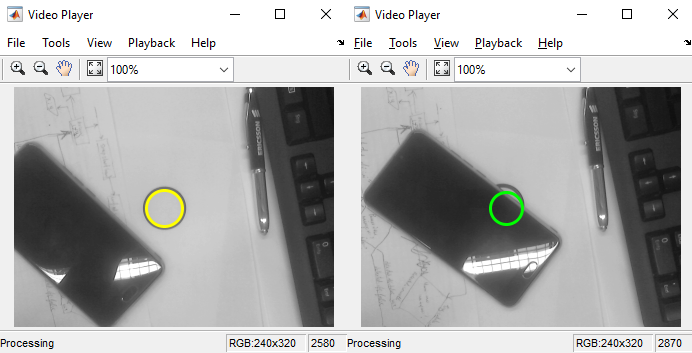 Video Player
File Tools View Playback Help
100%
ERICSSON
Processing
RGB:240x320
2580
Video Player
File Tools View Playback Help
100%
ERICSSON
Processing
RGB:240x320
2870